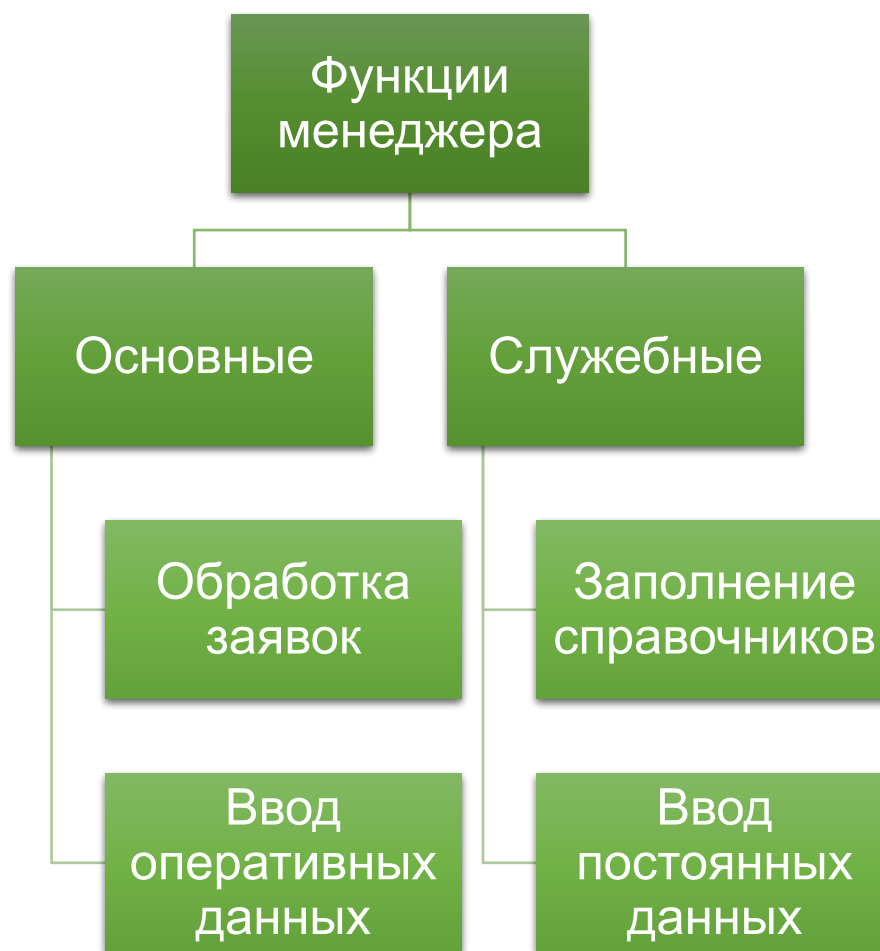 Функции
менеджера
Основные
Служебные
Обработка
заявок
Заполнение
справочников
Ввод
оперативных
данных
Ввод
постоянных
данных